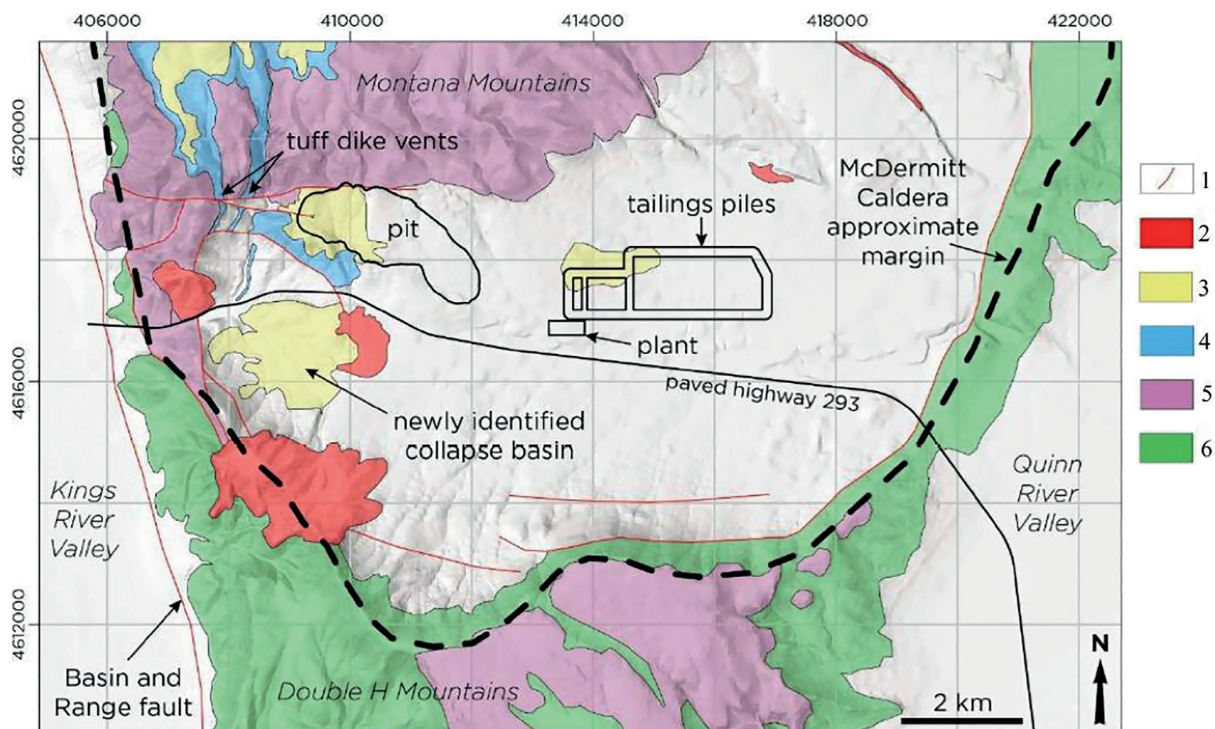 406000
410000
414000
418000
422000
4620000
4616000
4612000
Montana Mountains
tuff dike vents
pit
tailings piles
plant
McDermitt
Caldera
approximate
margin
paved highway 293
newly identified
collapse basin
Kings
River
Valley
Quinn
River
Valley
Basin and
Range fault
Double H Mountains
N
2 km
1
2
3
4
5
6